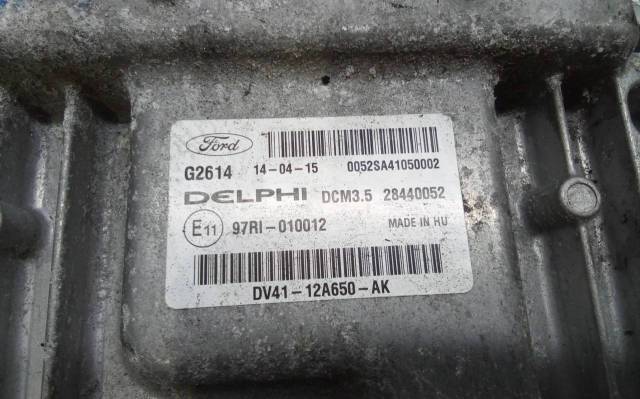 Ford
G2614 14-04-15 0052SA41050002
DELPHI DCM3.5 28440052
E11 97RI-010012 MADE IN HU
DV41-12A650-AK